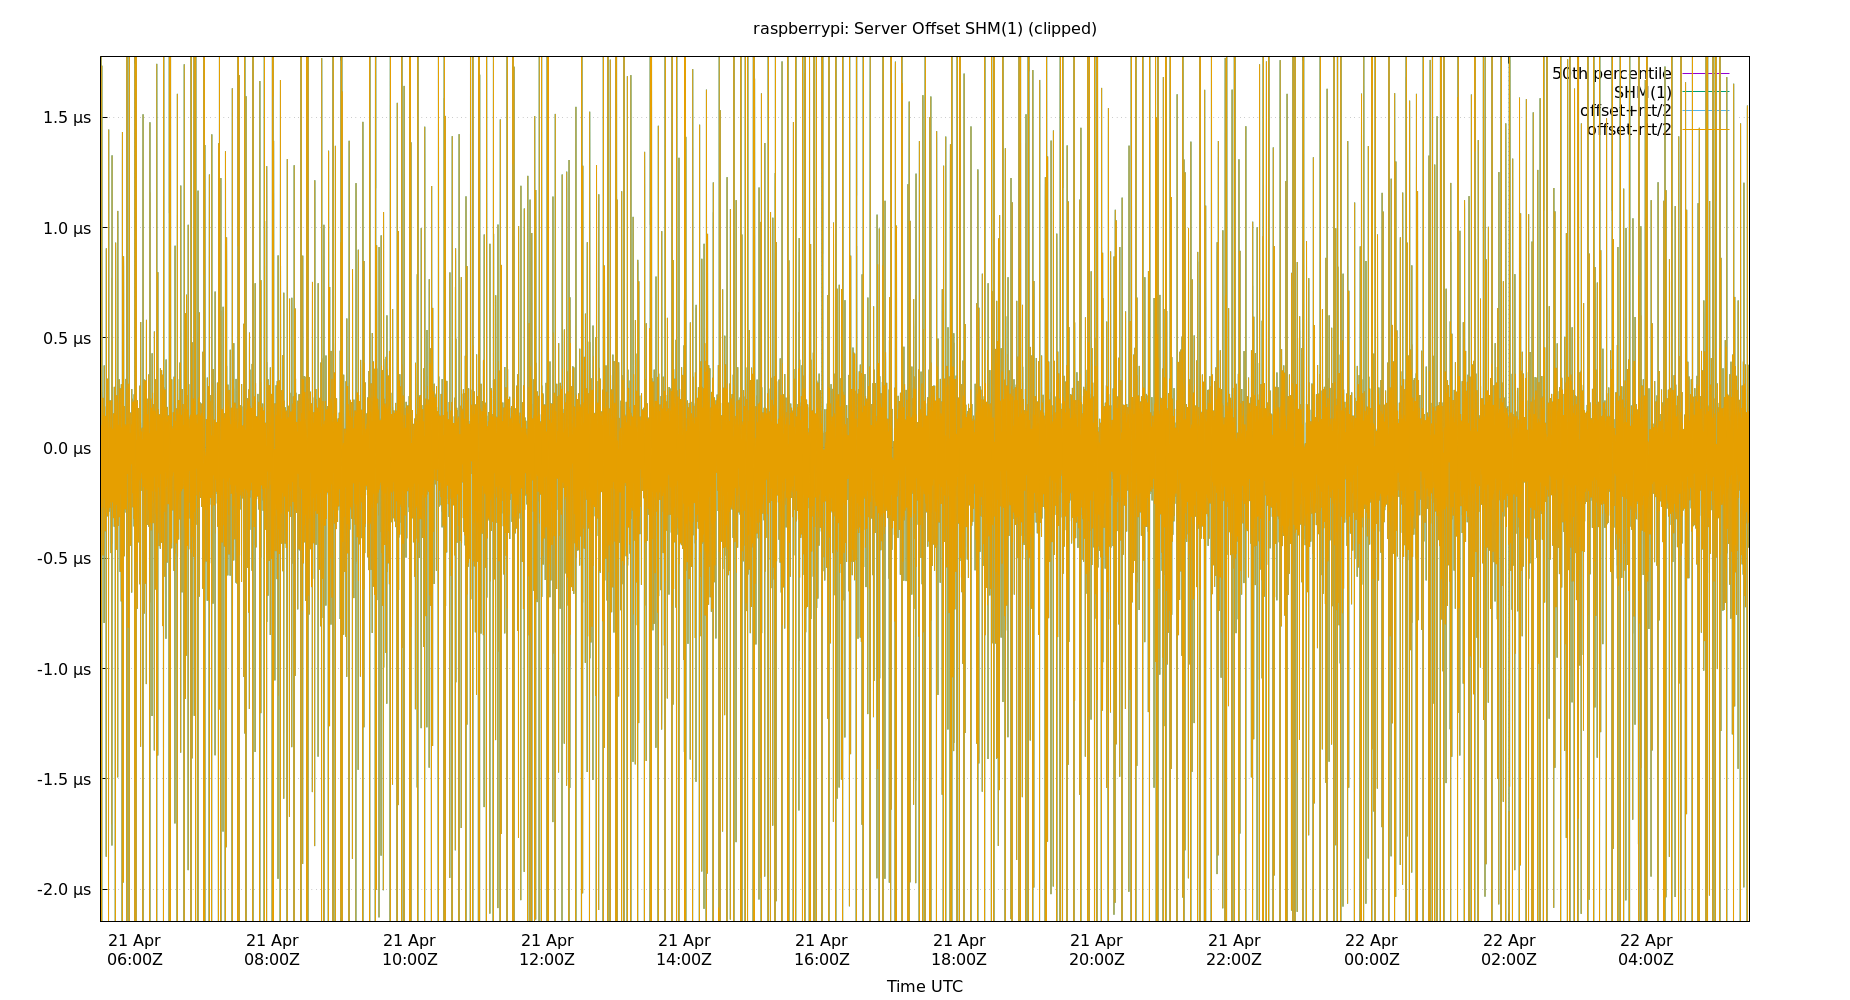 raspberrypi: Server Offset SHM(1) (clipped)
50th percentile
SHM(1)
offset+rtt/2
offset-rtt/2
1.5 µs
1.0 µs
0.5 µs
0.0 µs
-0.5 µs
-1.0 µs
-1.5 µs
-2.0 µs
21 Apr 21 Apr 21 Apr 21 Apr 21 Apr 21 Apr 21 Apr 21 Apr 21 Apr 22 Apr 22 Apr 22 Apr
06:00Z 08:00Z 10:00Z 12:00Z 14:00Z 16:00Z 18:00Z 20:00Z 22:00Z 00:00Z 02:00Z 04:00Z
Time UTC